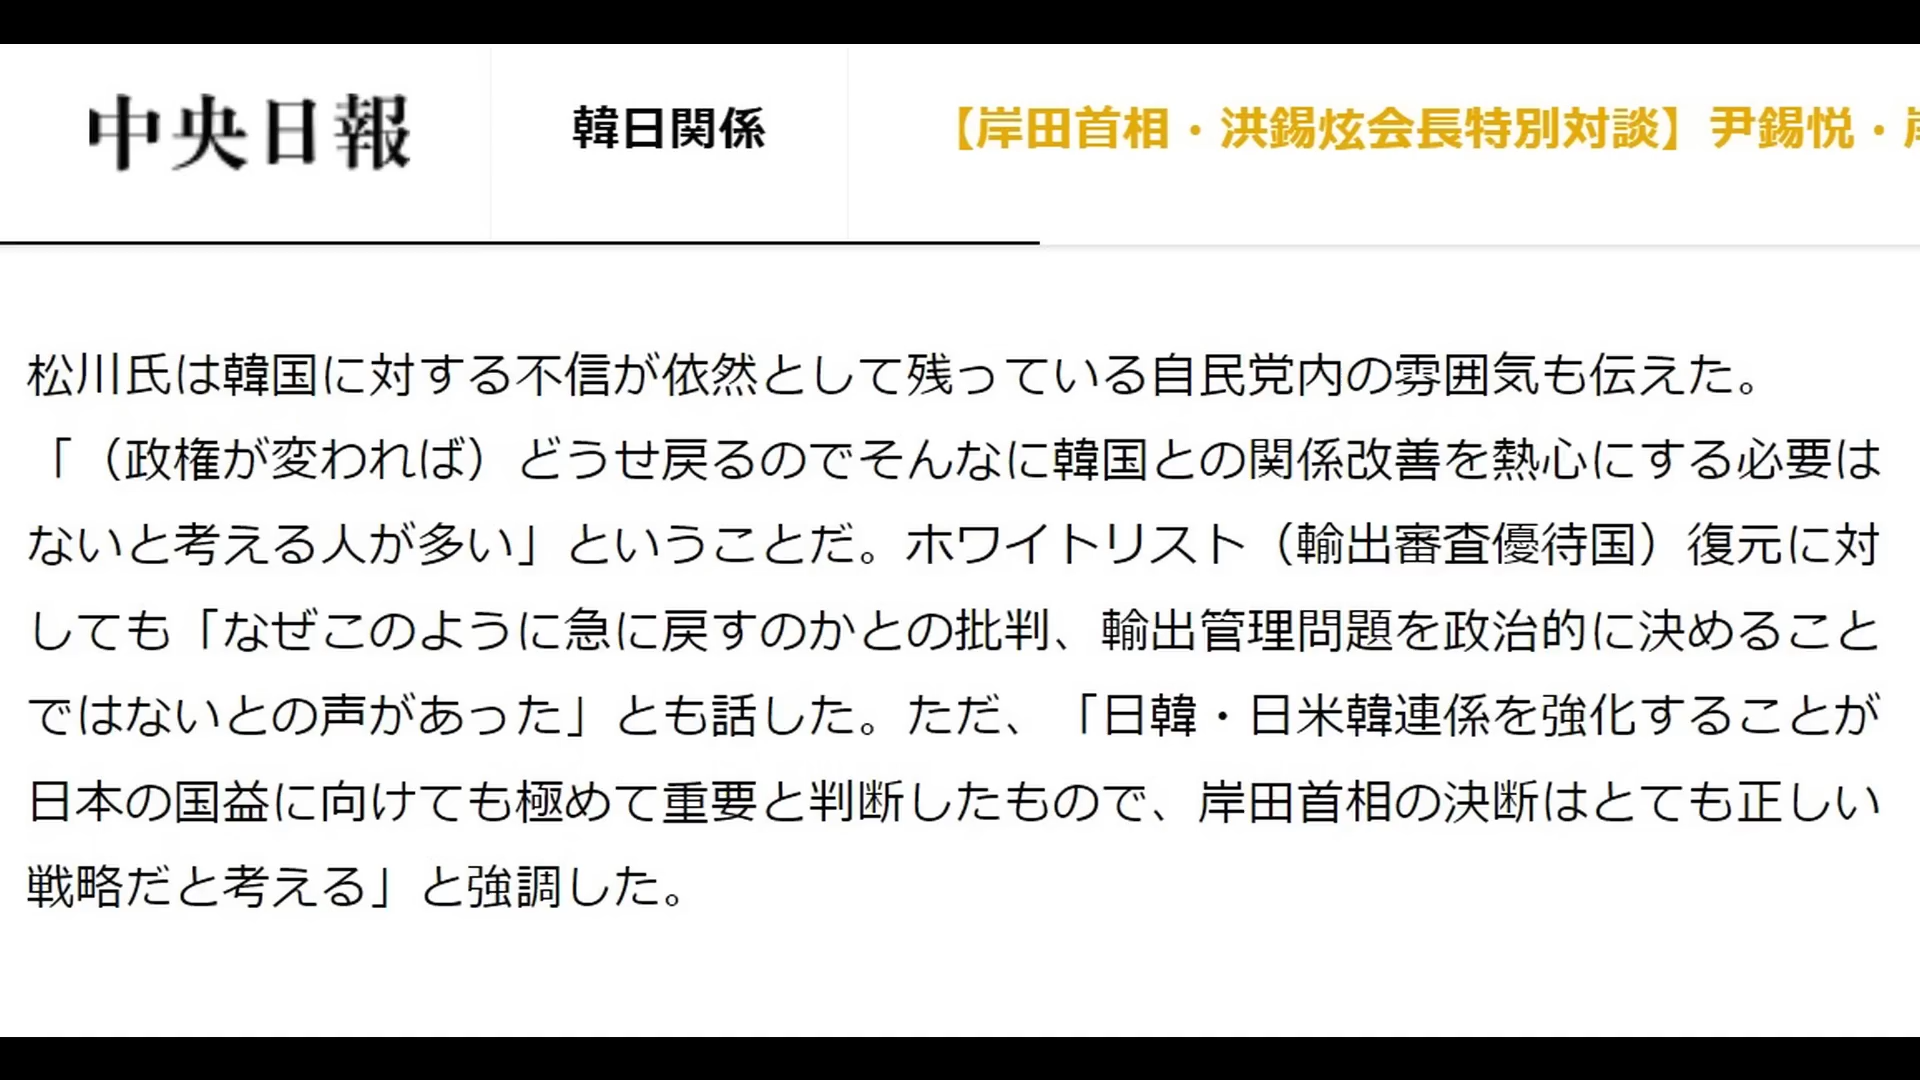 中央日報
韓日関係
【岸田首相・洪錫炫会長特別対談】尹錫悦・岸
松川氏は韓国に対する不信が依然として残っている自民党内の雰囲気も伝えた。
「（政権が変われば）どうせ戻るのでそんなに韓国との関係改善を熱心にする必要は
ないと考える人が多い」ということだ。ホワイトリスト（輸出審査優待国）復元に対
しても「なぜこのように急に戻すのかとの批判、輸出管理問題を政治的に決めること
ではないとの声があった」とも話した。ただ、「日韓・日米韓連係を強化することが
日本の国益に向けても極めて重要と判断したもので、岸田首相の決断はとても正しい
戦略だと考える」と強調した。